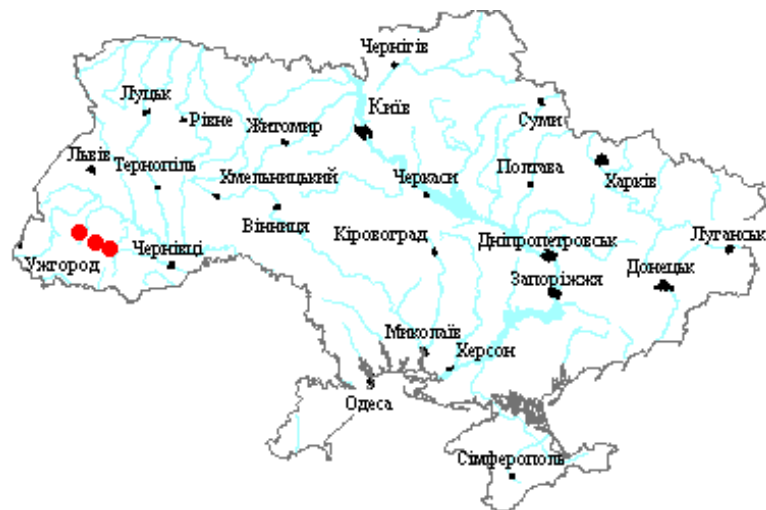 Чернігів
Луцьк
Рівне
Київ
Суми
Житомир
Львів
Тернопіль
Хмельницький
Черкаси
Полтава
Харків
Вінниця
Чернівці
Ужгород
Кіровоград
Дніпропетровськ
Луганськ
Запоріжжя
Донецьк
Миколаїв
Херсон
Одеса
Сімферополь